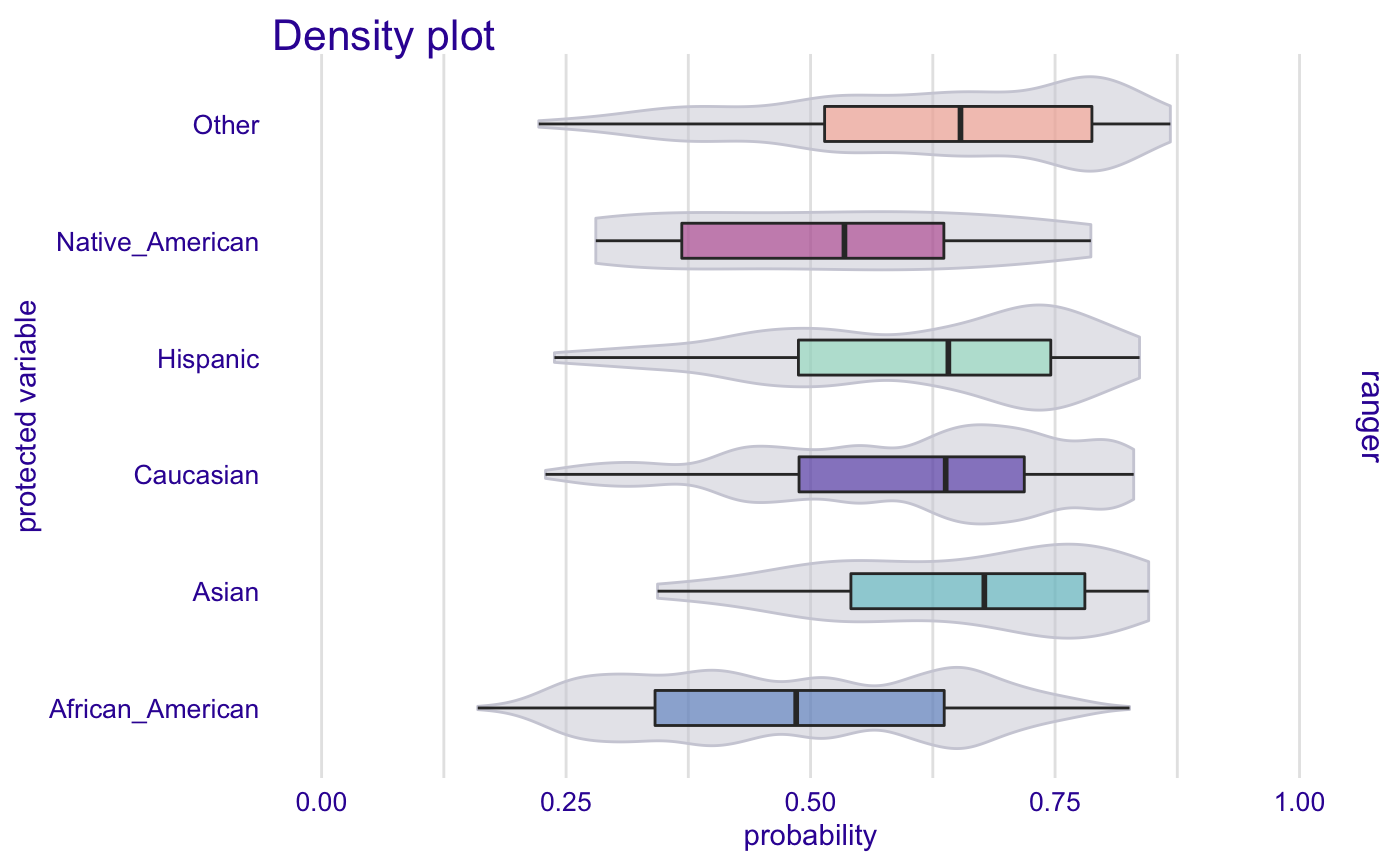 Density plot
protected variable
Other
Native_American
Hispanic
Caucasian
Asian
African_American
0.00 0.25 0.50 0.75 1.00
probability
ranger